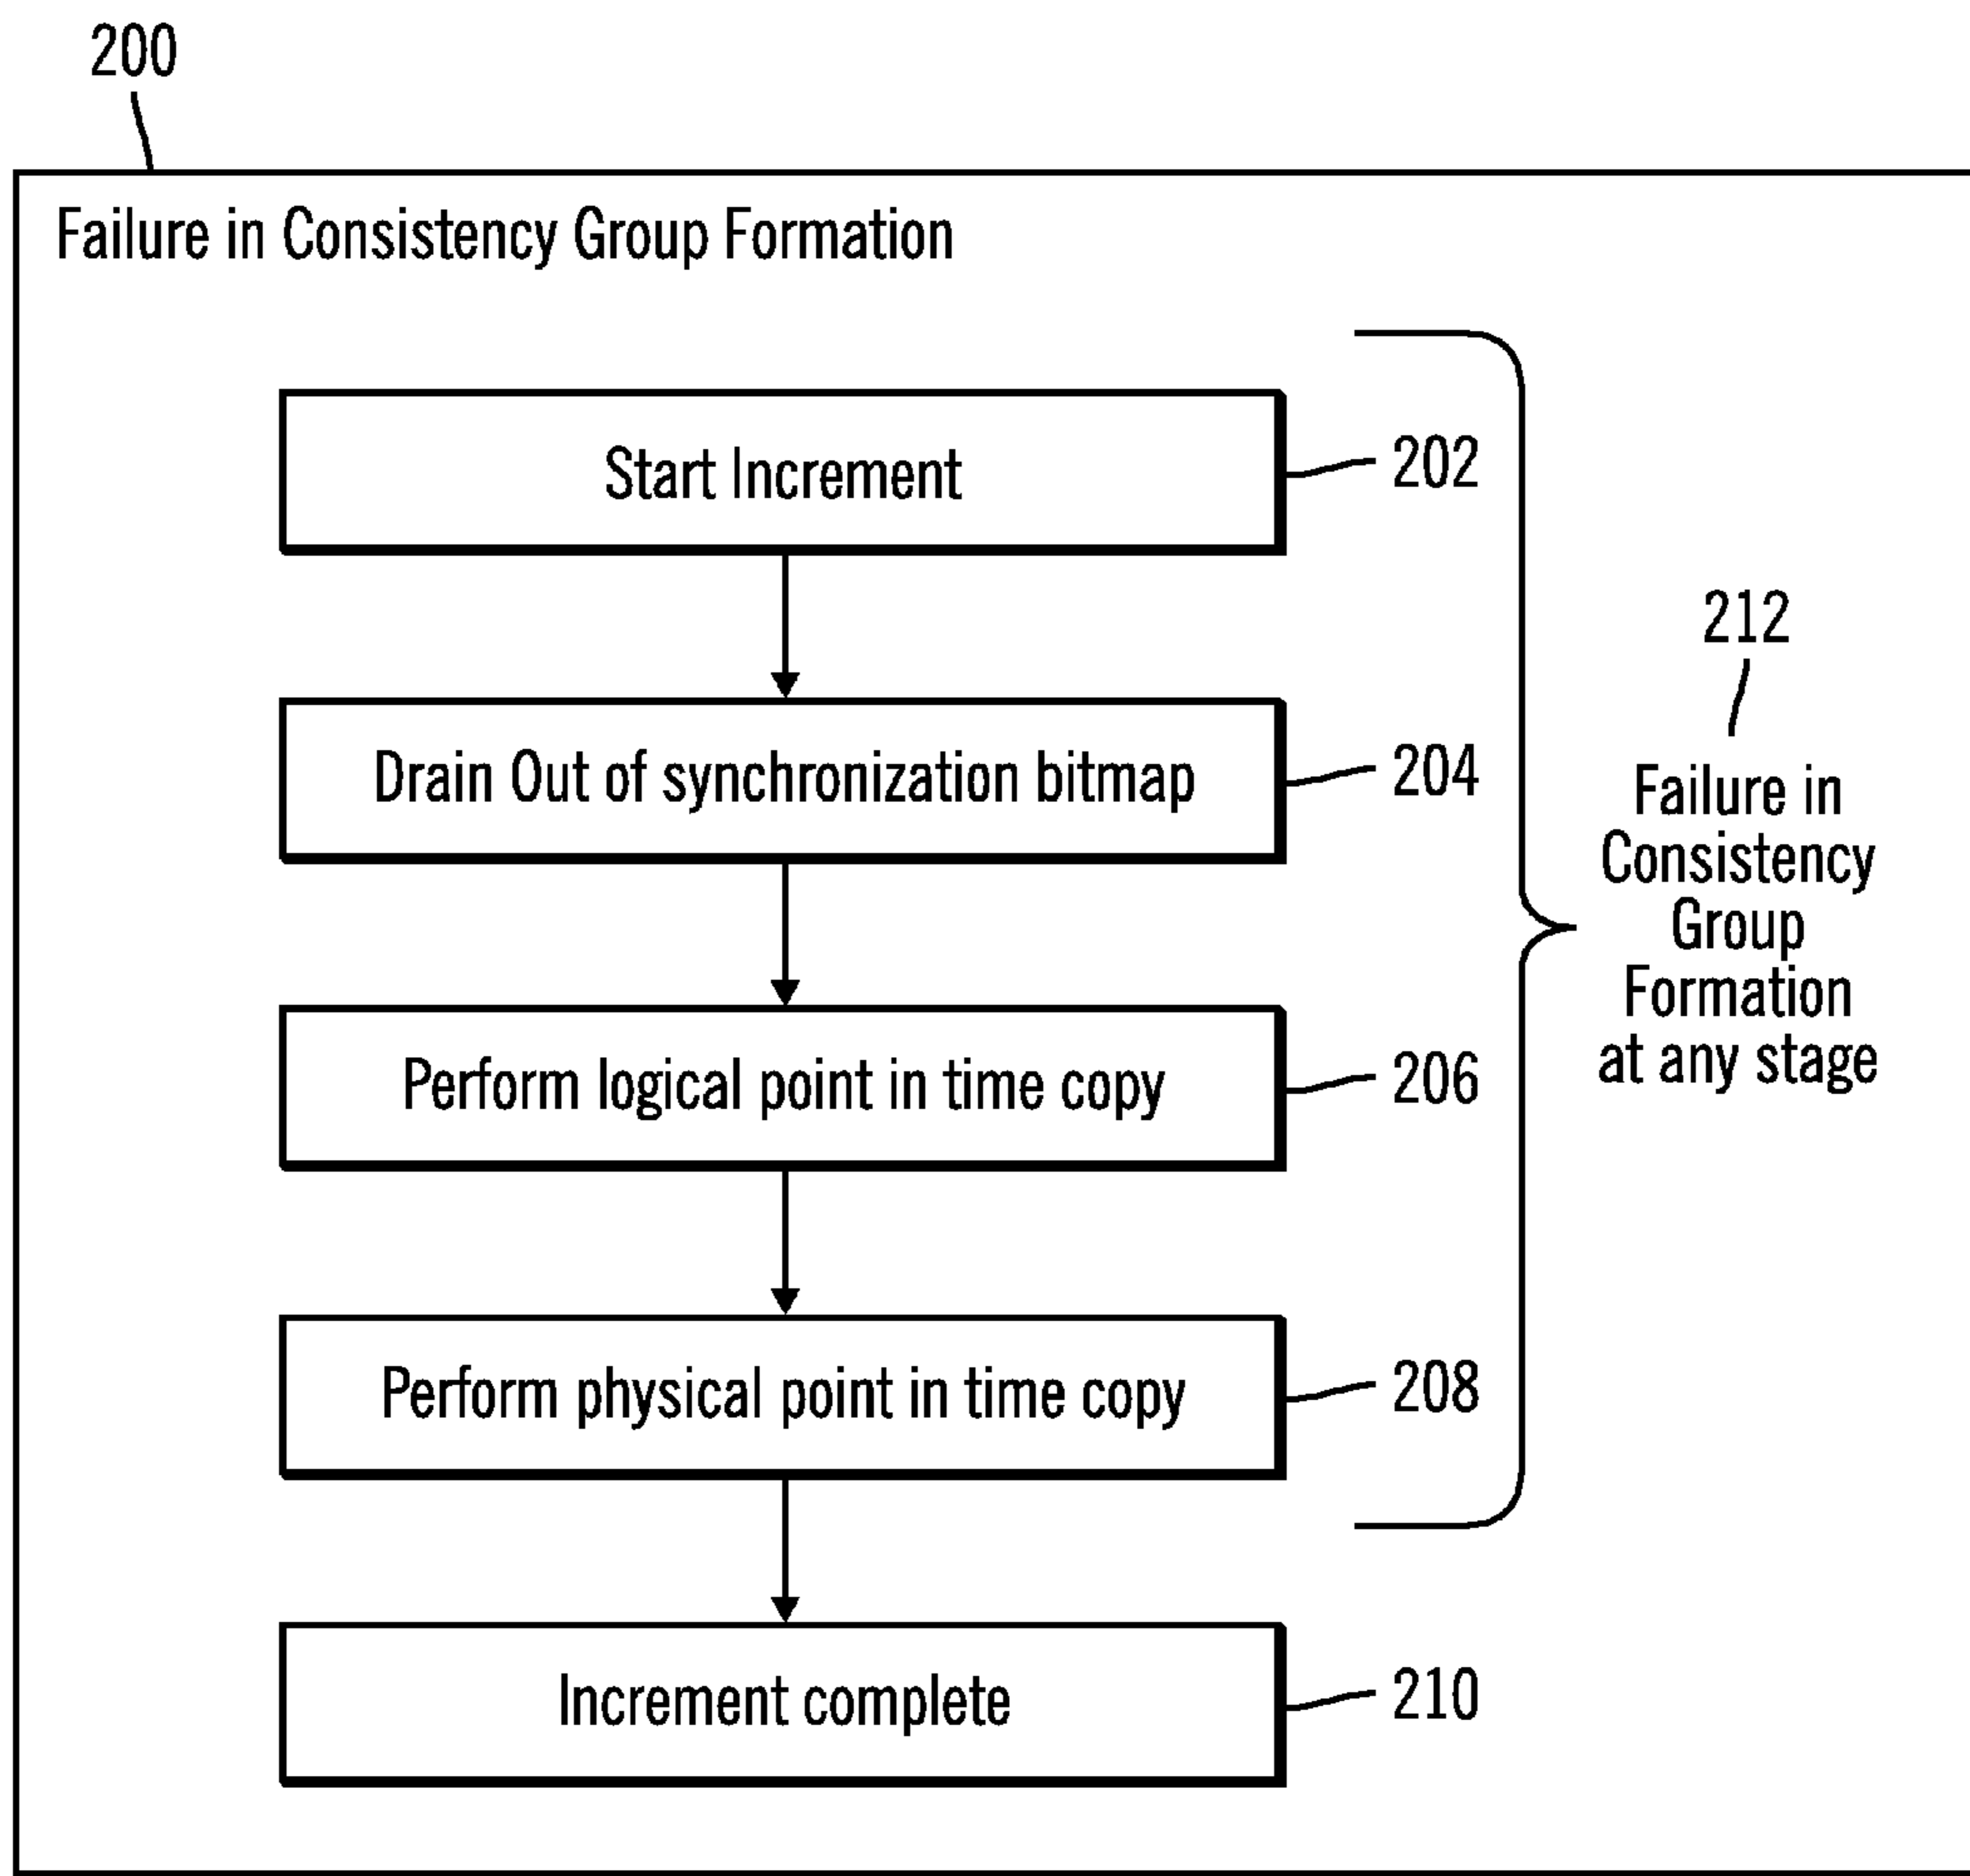 200
Failure in Consistency Group Formation
Start Increment
202
Drain Out of synchronization bitmap
204
Perform logical point in time copy
206
Perform physical point in time copy
208
Increment complete
210
212
Failure in
Consistency
Group
Formation
at any stage